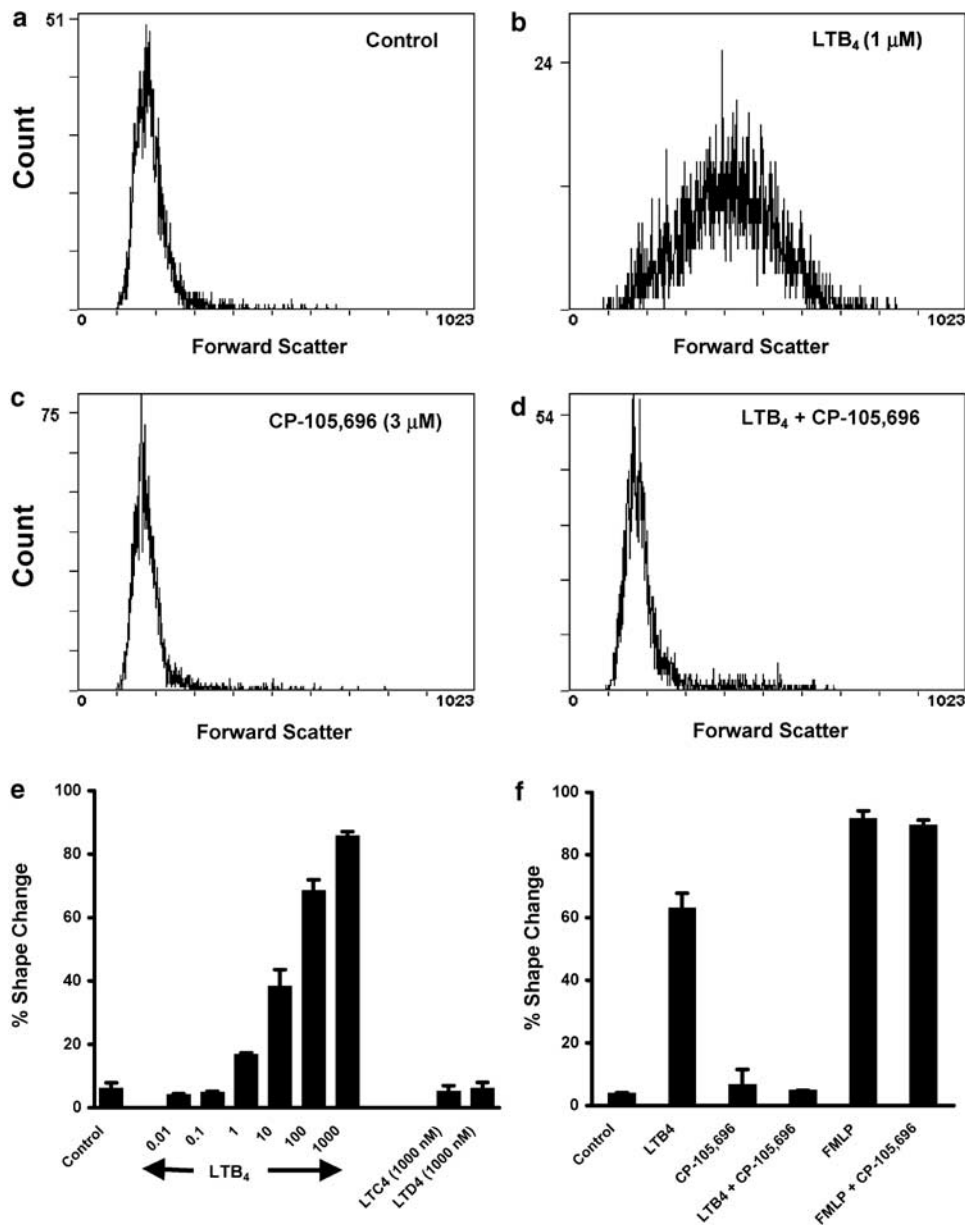 a
51
Control
Count
0
1023
Forward Scatter
b
24
LTB₄ (1 μM)
0
1023
Forward Scatter
c
75
CP-105,696 (3 μM)
Count
0
1023
Forward Scatter
d
54
LTB₄ + CP-105,696
0
1023
Forward Scatter
e
% Shape Change
100
80
60
40
20
0
Control
0.01
0.1
1
10
100
1000
LTB₄
LTC4 (1000 nM)
LTD4 (1000 nM)
f
% Shape Change
100
80
60
40
20
0
Control
LTB4
CP-105,696
LTB4 + CP-105,696
FMLP
FMLP + CP-105,696